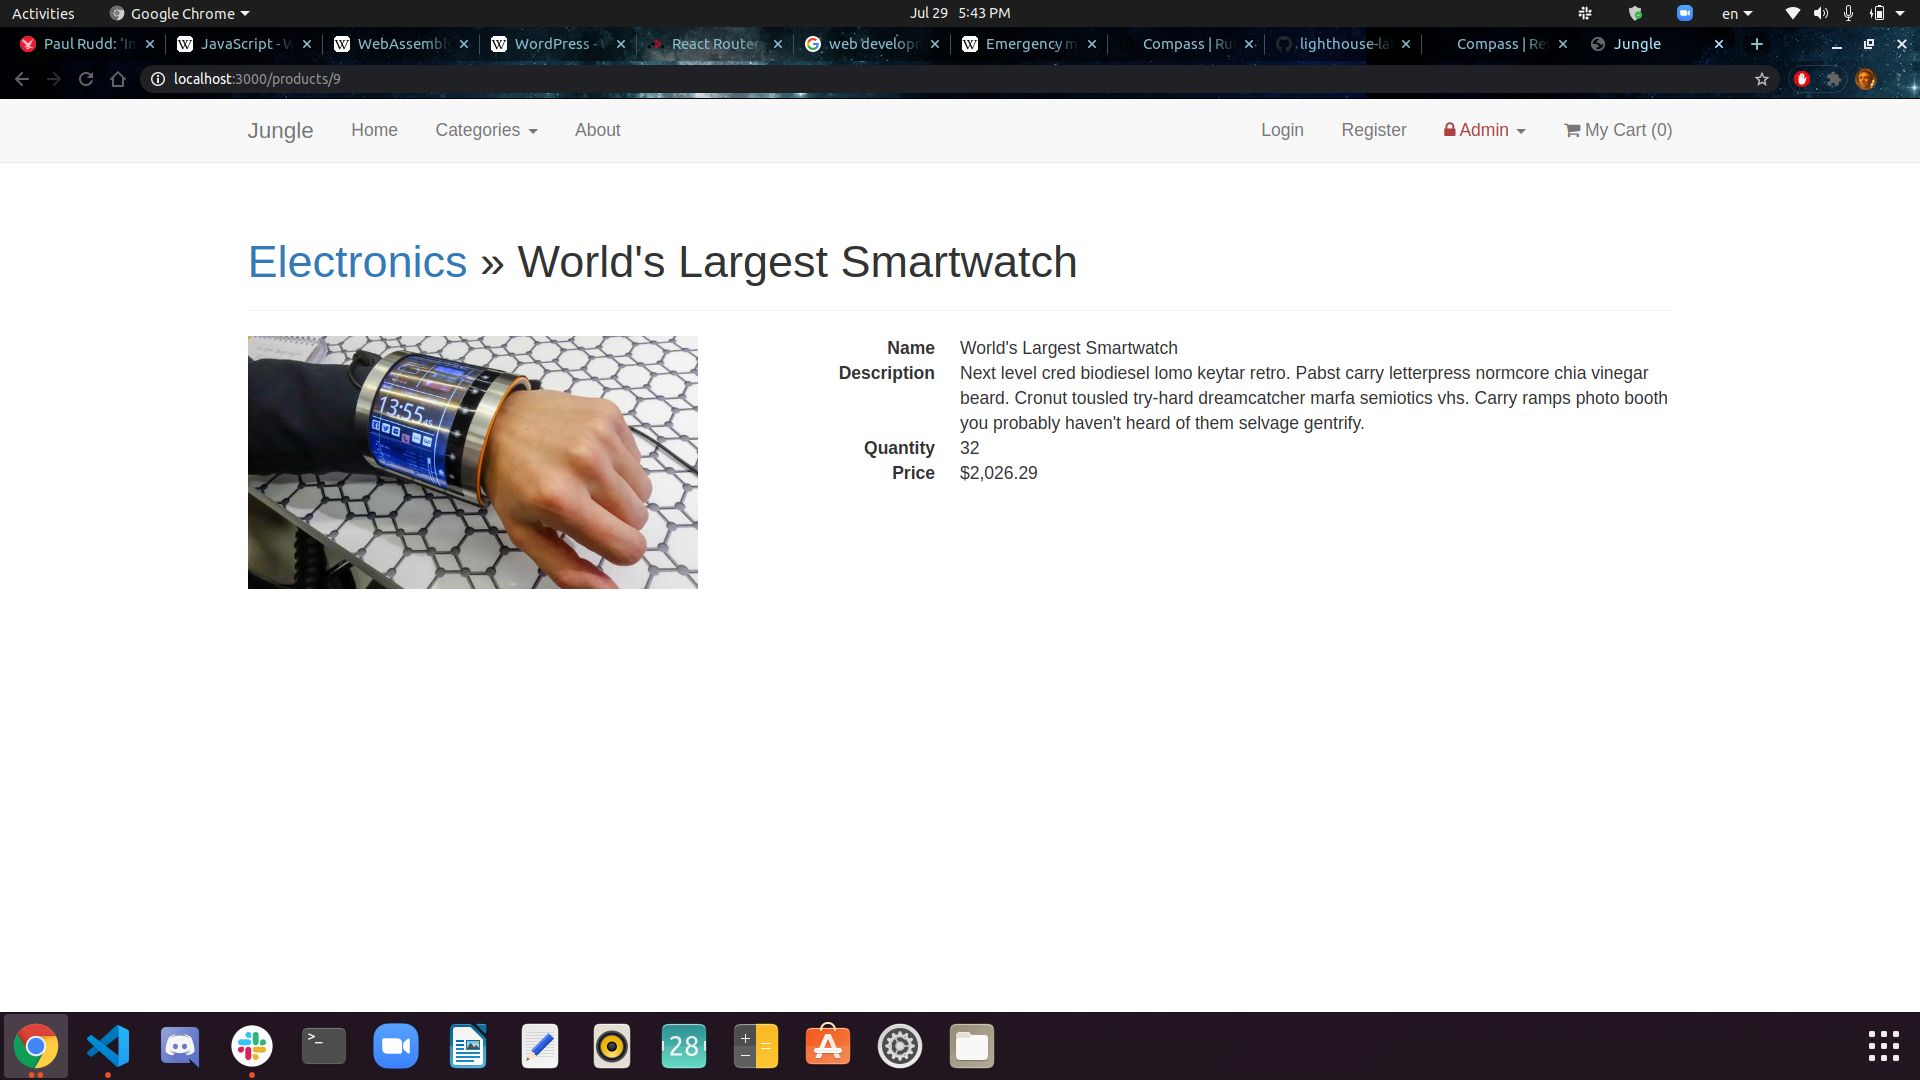 Activities
Google Chrome
Jul 29 5:43 PM
en
Paul Rudd: 'In
JavaScript - W
WebAssembl
WordPress - W
React Router
web developm
Emergency m
Compass | Ru
lighthouse-la
Compass | Re
Jungle
localhost:3000/products/9
Jungle
Home
Categories
About
Login
Register
Admin
My Cart (0)
Electronics » World's Largest Smartwatch
13:55
Name World's Largest Smartwatch
Description Next level cred biodiesel lomo keytar retro. Pabst carry letterpress normcore chia vinegar
beard. Cronut tousled try-hard dreamcatcher marfa semiotics vhs. Carry ramps photo booth
you probably haven't heard of them selvage gentrify.
Quantity 32
Price $2,026.29
28